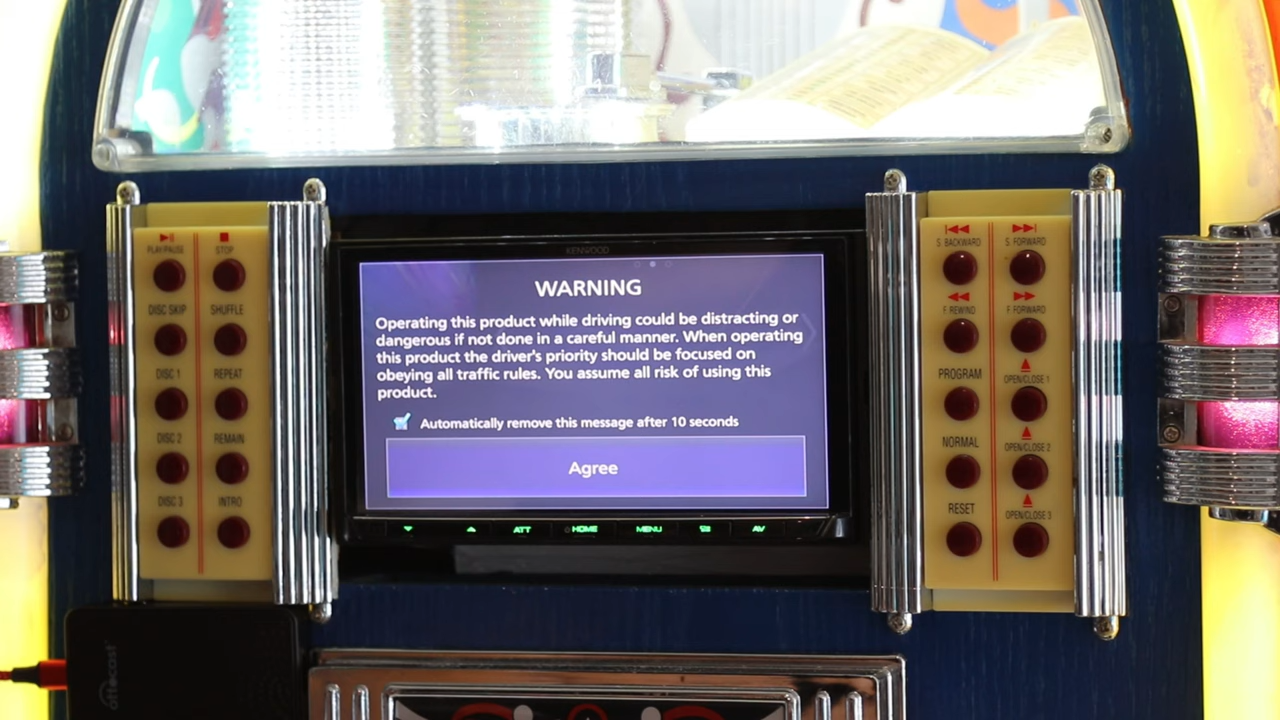 PLAY/PAUSE STOP
DISC SKIP SHUFFLE
DISC 1 REPEAT
DISC 2 REMAIN
DISC 3 INTRO
KENWOOD
WARNING
Operating this product while driving could be distracting or
dangerous if not done in a careful manner. When operating
this product the driver's priority should be focused on
obeying all traffic rules. You assume all risk of using this
product.
Automatically remove this message after 10 seconds
Agree
ATT HOME MENU AV
S. BACKWARD S. FORWARD
F. REWIND F. FORWARD
PROGRAM OPEN/CLOSE 1
NORMAL OPEN/CLOSE 2
RESET OPEN/CLOSE 3